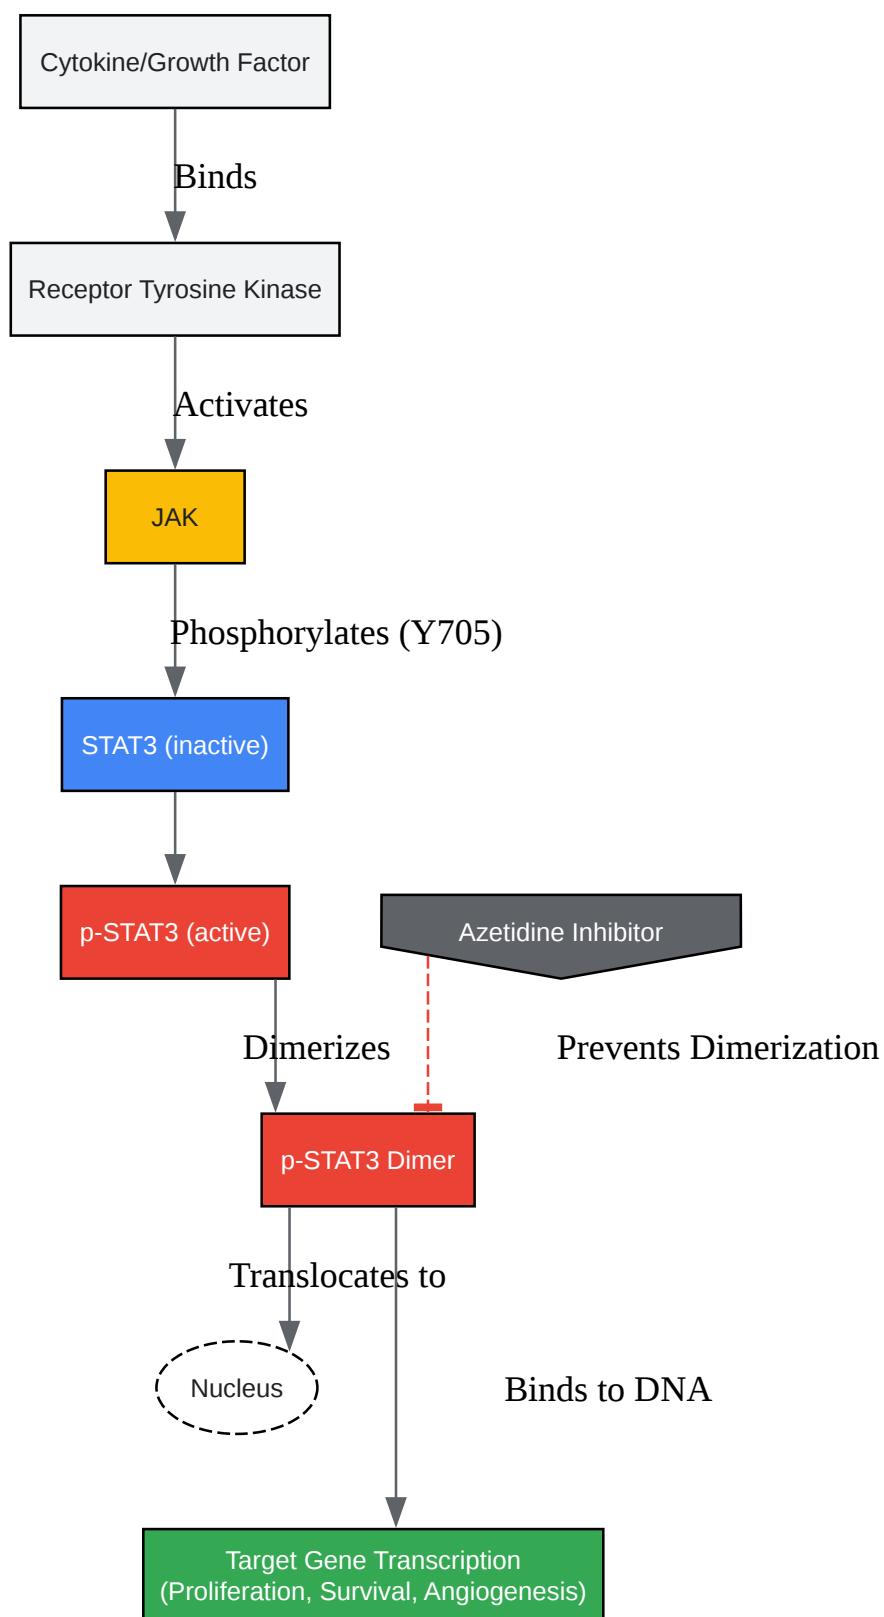 Cytokine/Growth Factor
Binds
Receptor Tyrosine Kinase
Activates
JAK
Phosphorylates (Y705)
STAT3 (inactive)
p-STAT3 (active)
Azetidine Inhibitor
Dimerizes
Prevents Dimerization
p-STAT3 Dimer
Translocates to
Nucleus
Binds to DNA
Target Gene Transcription
(Proliferation, Survival, Angiogenesis)